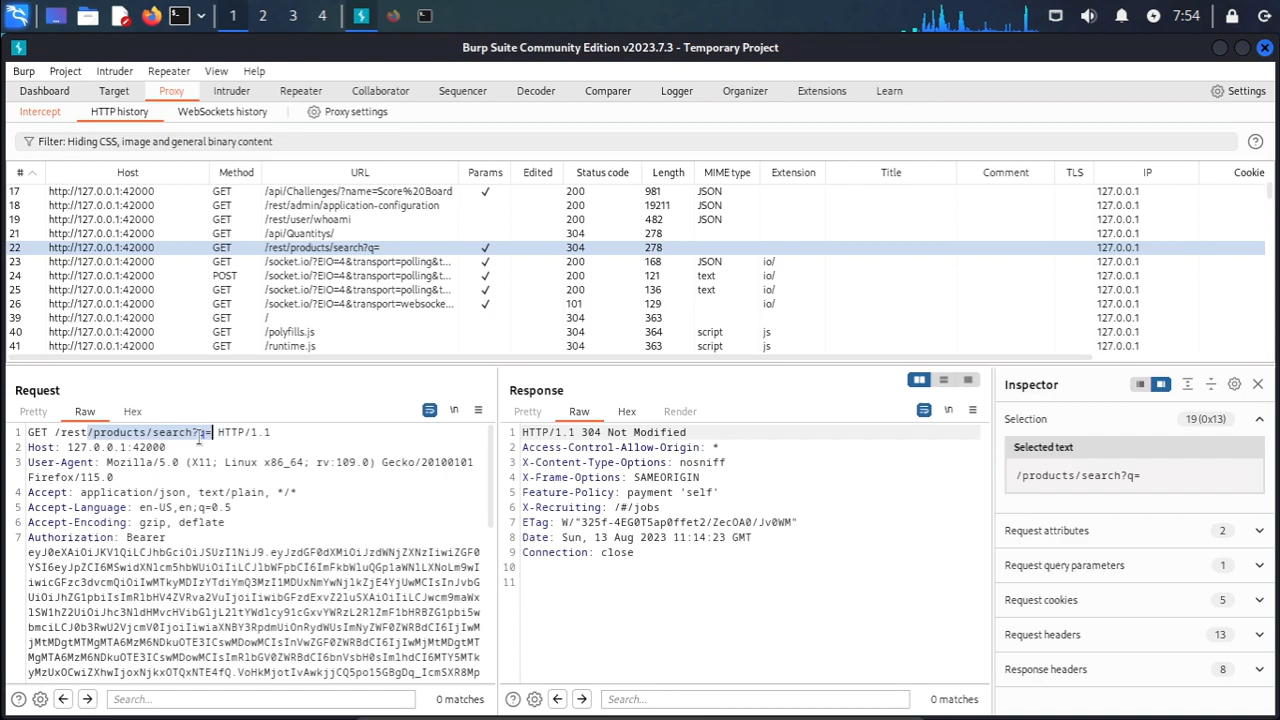 1 2 3 4 7:54
Burp Suite Community Edition v2023.7.3 - Temporary Project
Burp Project Intruder Repeater View Help
Dashboard Target Proxy Intruder Repeater Collaborator Sequencer Decoder Comparer Logger Organizer Extensions Learn Settings
Intercept HTTP history WebSockets history Proxy settings
Filter: Hiding CSS, image and general binary content
# Host Method URL Params Edited Status code Length MIME type Extension Title Comment TLS IP Cookie
17 http://127.0.0.1:42000 GET /api/Challenges/?name=Score%20Board ✓ 200 981 JSON 127.0.0.1
18 http://127.0.0.1:42000 GET /rest/admin/application-configuration 200 19211 JSON 127.0.0.1
19 http://127.0.0.1:42000 GET /rest/user/whoami 200 482 JSON 127.0.0.1
21 http://127.0.0.1:42000 GET /api/Quantitys/ 304 278 127.0.0.1
22 http://127.0.0.1:42000 GET /rest/products/search?q= ✓ 304 278 127.0.0.1
23 http://127.0.0.1:42000 GET /socket.io/?EIO=4&transport=polling&t... ✓ 200 168 JSON io/ 127.0.0.1
24 http://127.0.0.1:42000 POST /socket.io/?EIO=4&transport=polling&t... ✓ 200 121 text io/ 127.0.0.1
25 http://127.0.0.1:42000 GET /socket.io/?EIO=4&transport=polling&t... ✓ 200 136 text io/ 127.0.0.1
26 http://127.0.0.1:42000 GET /socket.io/?EIO=4&transport=websocke... ✓ 101 129 io/ 127.0.0.1
39 http://127.0.0.1:42000 GET / 304 363 127.0.0.1
40 http://127.0.0.1:42000 GET /polyfills.js 304 364 script js 127.0.0.1
41 http://127.0.0.1:42000 GET /runtime.js 304 363 script js 127.0.0.1
Request
Pretty Raw Hex \n
1 GET /rest/products/search?q= HTTP/1.1
2 Host: 127.0.0.1:42000
3 User-Agent: Mozilla/5.0 (X11; Linux x86_64; rv:109.0) Gecko/20100101
Firefox/115.0
4 Accept: application/json, text/plain, */*
5 Accept-Language: en-US,en;q=0.5
6 Accept-Encoding: gzip, deflate
7 Authorization: Bearer
Search... 0 matches
Response
Pretty Raw Hex Render \n
1 HTTP/1.1 304 Not Modified
2 Access-Control-Allow-Origin: *
3 X-Content-Type-Options: nosniff
4 X-Frame-Options: SAMEORIGIN
5 Feature-Policy: payment 'self'
6 X-Recruiting: /#/jobs
7 ETag: W/"325f-4EG0T5ap0ffet2/ZecOA0/Jv0WM"
8 Date: Sun, 13 Aug 2023 11:14:23 GMT
9 Connection: close
10
11
Search... 0 matches
Inspector
Selection 19 (0x13)
Selected text
/products/search?q=
Request attributes 2
Request query parameters 1
Request cookies 5
Request headers 13
Response headers 8